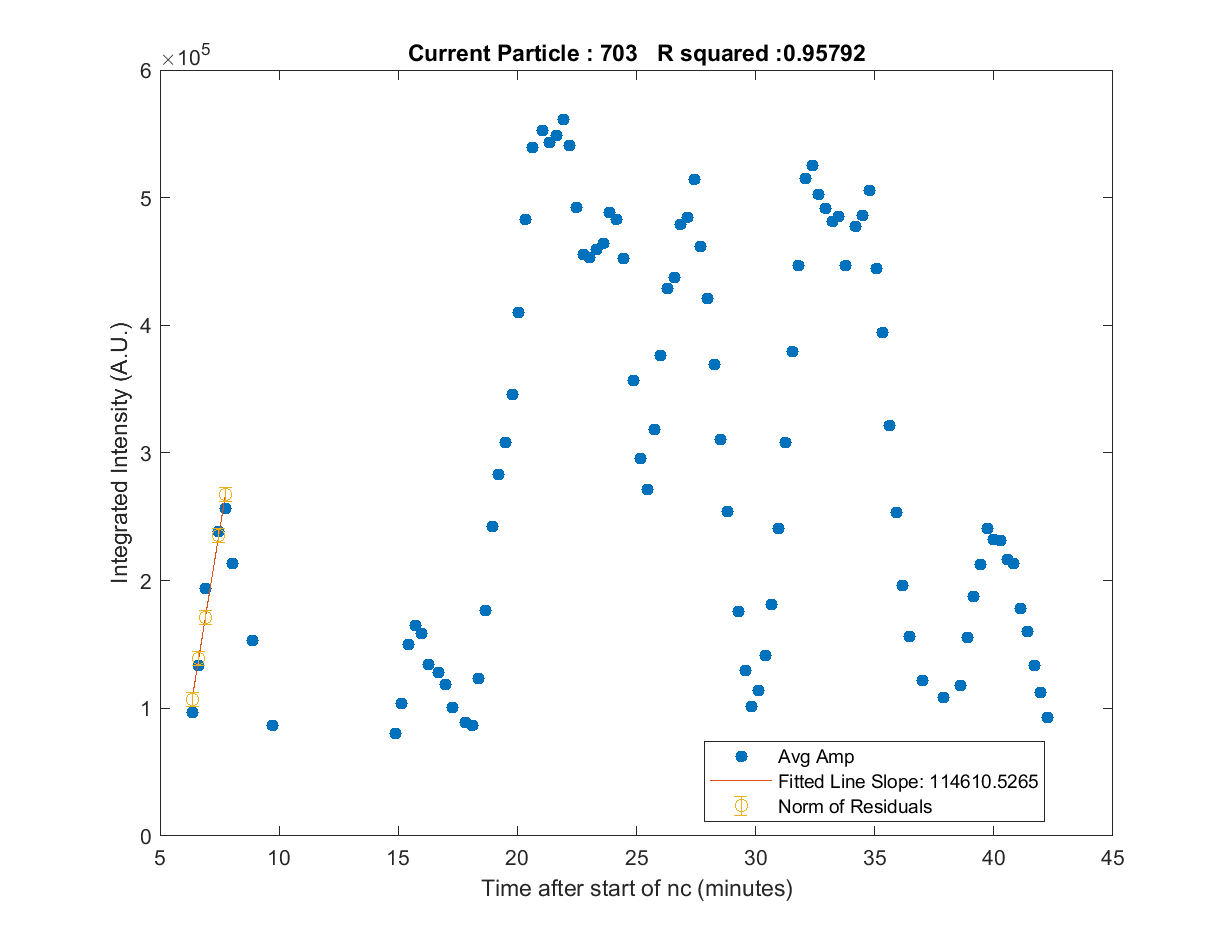 Current Particle : 703 R squared :0.95792
×10^5
6
5
4
3
2
1
0
Integrated Intensity (A.U.)
5 10 15 20 25 30 35 40 45
Time after start of nc (minutes)
Avg Amp
Fitted Line Slope: 114610.5265
Norm of Residuals